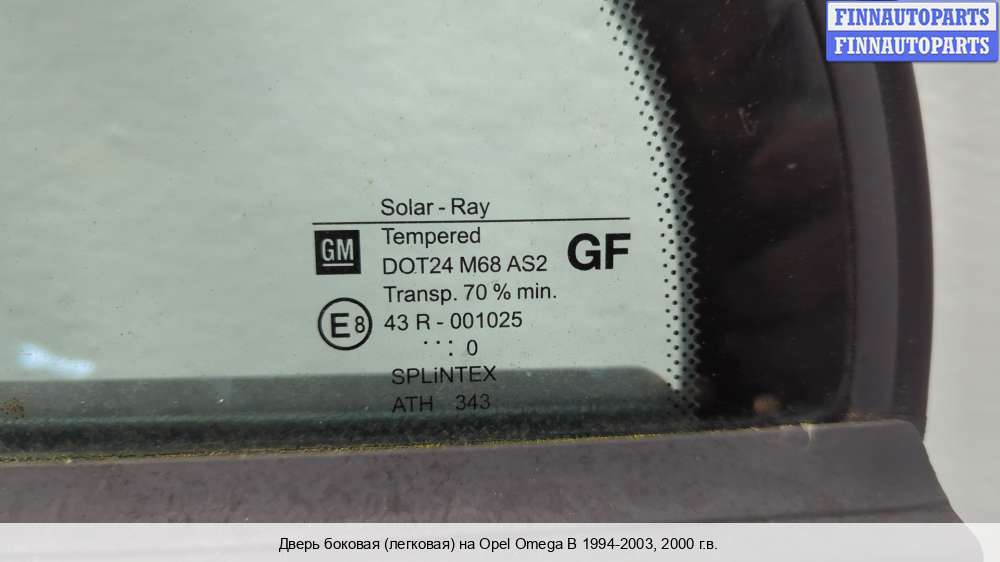 FINNAUTOPARTS
FINNAUTOPARTS
Solar - Ray
GM
Tempered
GF
DOT24 M68 AS2
Transp. 70 % min.
E8
43 R - 001025
. . . : 0
SPLiNTEX
ATH 343
Дверь боковая (легковая) на Opel Omega B 1994-2003, 2000 г.в.